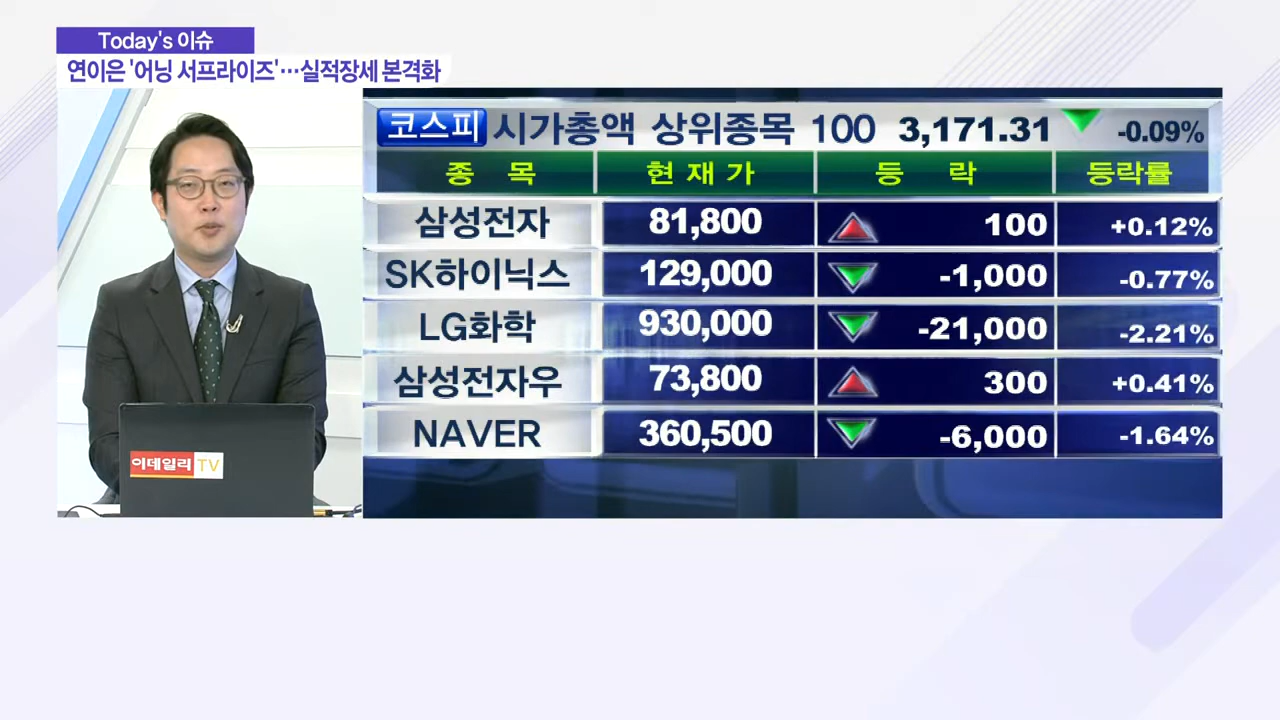 Today's 이슈
연이은 '어닝 서프라이즈'…실적장세 본격화
코스피 시가총액 상위종목 100 3,171.31 -0.09%
종 목 현 재 가 등 락 등락률
삼성전자 81,800 100 +0.12%
SK하이닉스 129,000 -1,000 -0.77%
LG화학 930,000 -21,000 -2.21%
삼성전자우 73,800 300 +0.41%
NAVER 360,500 -6,000 -1.64%
이데일리 TV